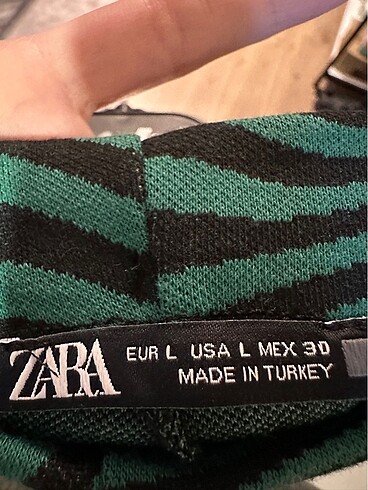 ZARA
EUR L USA L MEX 30
MADE IN TURKEY